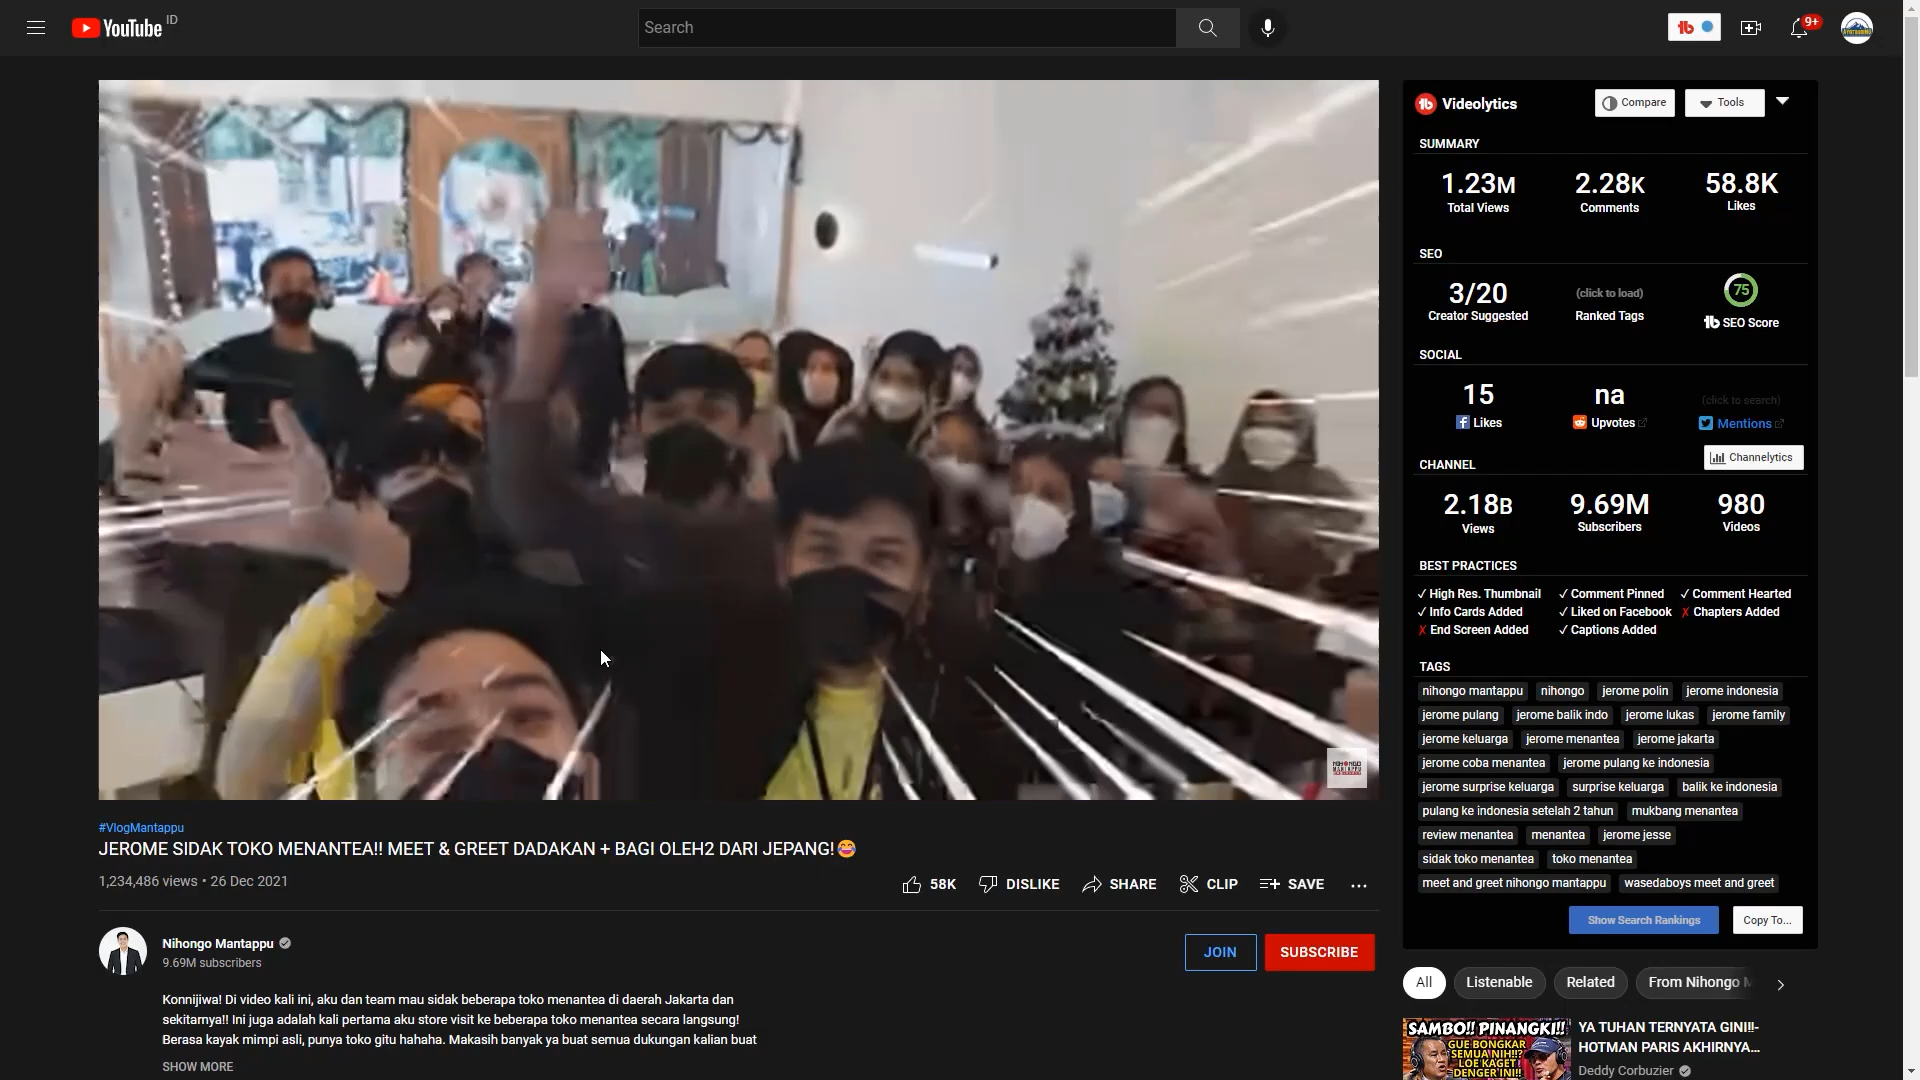 YouTube ID
Search
9+
#VlogMantappu
JEROME SIDAK TOKO MENANTEA!! MEET & GREET DADAKAN + BAGI OLEH2 DARI JEPANG!😂
1,234,486 views • 26 Dec 2021
58K DISLIKE SHARE CLIP SAVE ...
Nihongo Mantappu
9.69M subscribers
JOIN SUBSCRIBE
Konnijiwa! Di video kali ini, aku dan team mau sidak beberapa toko menantea di daerah Jakarta dan
sekitarnya!! Ini juga adalah kali pertama aku store visit ke beberapa toko menantea secara langsung!
Berasa kayak mimpi asli, punya toko gitu hahaha. Makasih banyak ya buat semua dukungan kalian buat
SHOW MORE
Videolytics Compare Tools
SUMMARY
1.23M 2.28K 58.8K
Total Views Comments Likes
SEO
3/20 (click to load) 75
Creator Suggested Ranked Tags SEO Score
SOCIAL
15 na (click to search)
Likes Upvotes Mentions
CHANNEL Channelytics
2.18B 9.69M 980
Views Subscribers Videos
BEST PRACTICES
✓ High Res. Thumbnail ✓ Comment Pinned ✓ Comment Hearted
✓ Info Cards Added ✓ Liked on Facebook ✗ Chapters Added
✗ End Screen Added ✓ Captions Added
TAGS
nihongo mantappu nihongo jerome polin jerome indonesia
jerome pulang jerome balik indo jerome lukas jerome family
jerome keluarga jerome menantea jerome jakarta
jerome coba menantea jerome pulang ke indonesia
jerome surprise keluarga surprise keluarga balik ke indonesia
pulang ke indonesia setelah 2 tahun mukbang menantea
review menantea menantea jerome jesse
sidak toko menantea toko menantea
meet and greet nihongo mantappu wasedaboys meet and greet
Show Search Rankings Copy To...
All Listenable Related From Nihongo
SAMBO!! PINANGKI!!
GUE BONGKAR
SEMUA NIH!!?
LOE KAGET
DENGER INI!!
YA TUHAN TERNYATA GINI!!!-
HOTMAN PARIS AKHIRNYA...
Deddy Corbuzier